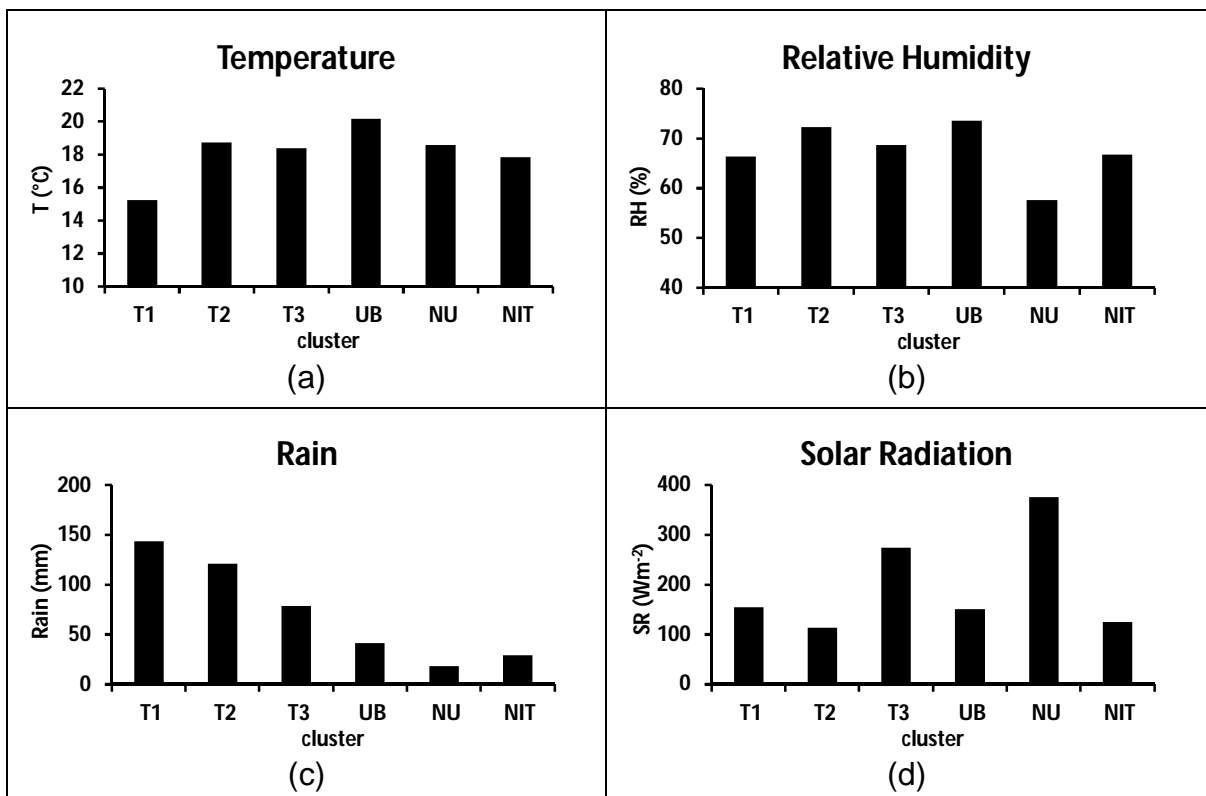 Temperature
22
20
18
16
14
12
10
T (°C)
T1 T2 T3 UB NU NIT
cluster
(a)
Relative Humidity
80
70
60
50
40
RH (%)
T1 T2 T3 UB NU NIT
cluster
(b)
Rain
200
150
100
50
0
Rain (mm)
T1 T2 T3 UB NU NIT
cluster
(c)
Solar Radiation
400
300
200
100
0
SR (Wm-2)
T1 T2 T3 UB NU NIT
cluster
(d)